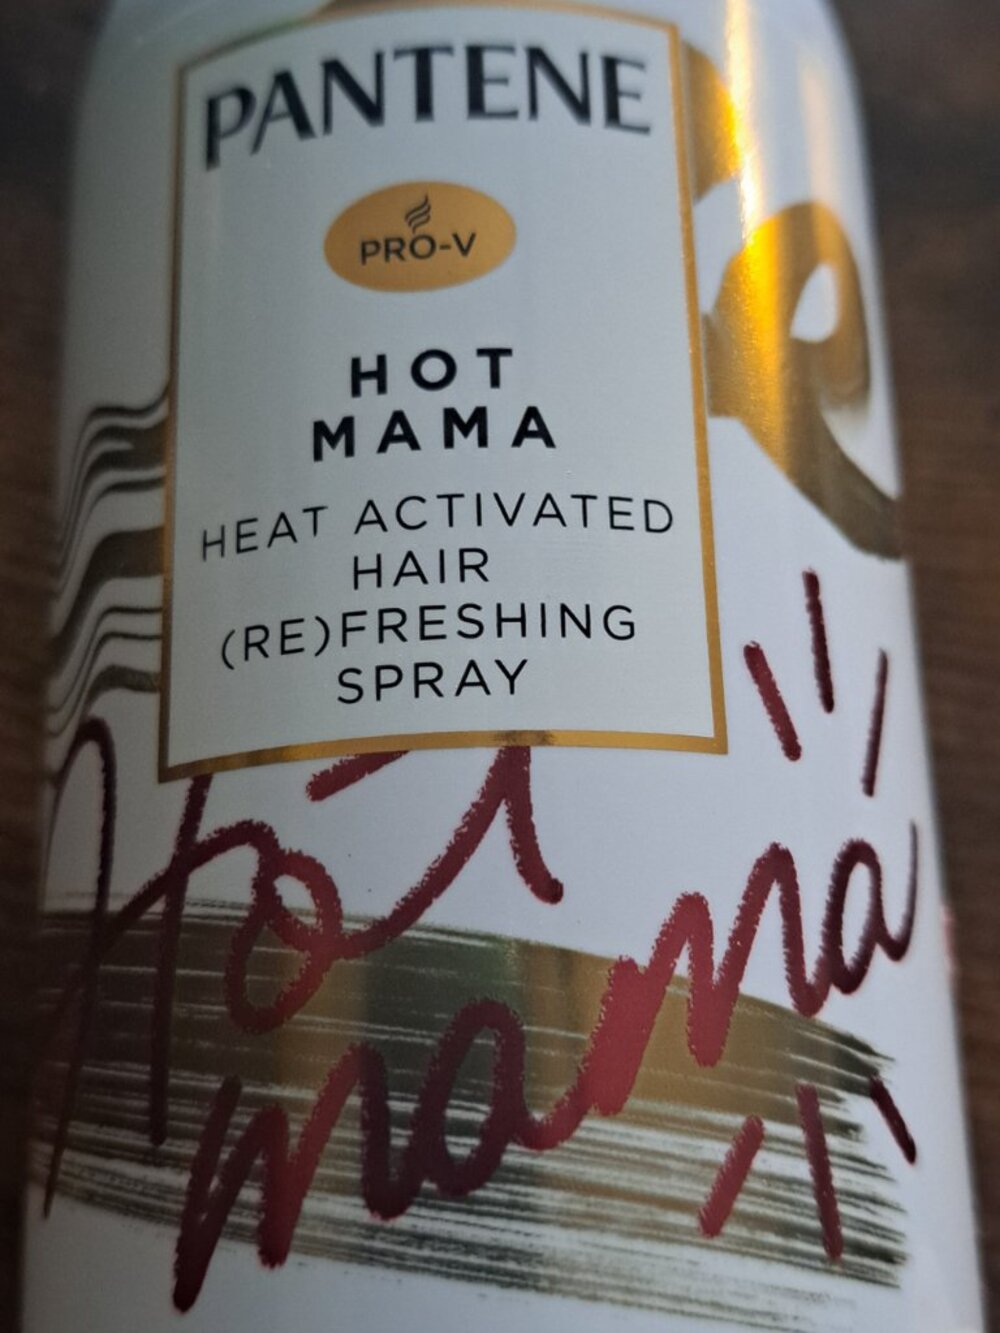 PANTENE
PRO-V
HOT
MAMA
HEAT ACTIVATED
HAIR
(RE)FRESHING
SPRAY
Hot
mama